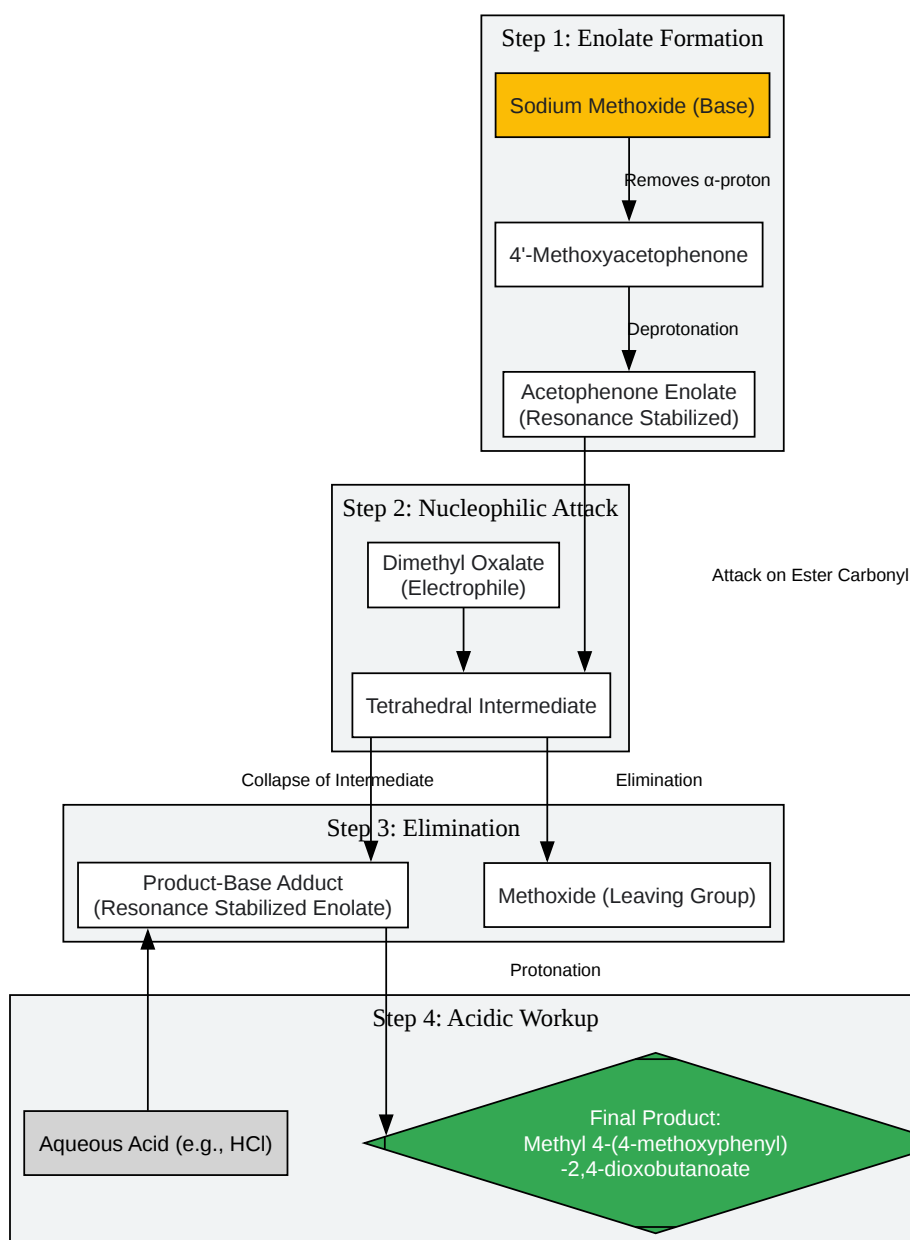 Step 1: Enolate Formation
Sodium Methoxide (Base)
Removes α-proton
4'-Methoxyacetophenone
Deprotonation
Acetophenone Enolate
(Resonance Stabilized)
Step 2: Nucleophilic Attack
Dimethyl Oxalate
(Electrophile)
Attack on Ester Carbonyl
Tetrahedral Intermediate
Collapse of Intermediate
Elimination
Step 3: Elimination
Product-Base Adduct
(Resonance Stabilized Enolate)
Methoxide (Leaving Group)
Protonation
Step 4: Acidic Workup
Aqueous Acid (e.g., HCl)
Final Product:
Methyl 4-(4-methoxyphenyl)
-2,4-dioxobutanoate